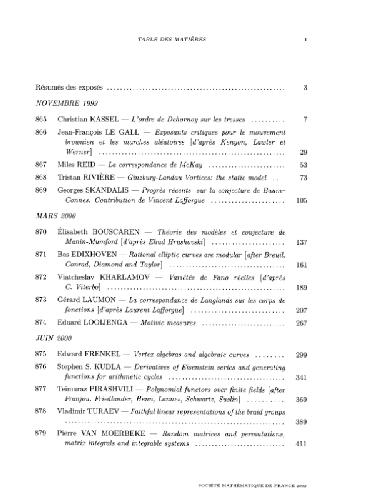 TABLE DES MATIÈRES 1
Résumés des exposés 3
NOVEMBRE 1999
865 Christian KASSEL — L'ordre de Dehornoy sur les tresses 7
866 Jean-François LE GALL — Exposants critiques pour le mouvement
brownien et les marches aléatoires [d'après Kenyon, Lawler et
Werner] 29
867 Miles REID — La correspondance de McKay 53
868 Tristan RIVIÈRE — Ginzburg-Landau Vortices: the static model 73
869 Georges SKANDALIS — Progrès récents sur la conjecture de Baum-
Connes. Contribution de Vincent Lafforgue 105
MARS 2000
870 Élisabeth BOUSCAREN — Théorie des modèles et conjecture de
Manin-Mumford [d'après Ehud Hrushovski] 137
871 Bas EDIXHOVEN — Rational elliptic curves are modular [after Breuil,
Conrad, Diamond and Taylor] 161
872 Viatcheslav KHARLAMOV — Variétés de Fano réelles [d'après
C. Viterbo] 189
873 Gérard LAUMON — La correspondance de Langlands sur les corps de
fonctions [d'après Laurent Lafforgue] 207
874 Eduard LOOIJENGA — Motivic measures 267
JUIN 2000
875 Edward FRENKEL — Vertex algebras and algebraic curves 299
876 Stephen S. KUDLA — Derivatives of Eisenstein series and generating
functions for arithmetic cycles 341
877 Teimuraz PIRASHVILI — Polynomial functors over finite fields [after
Franjou, Friedlander, Henn, Lannes, Schwartz, Suslin] 369
878 Vladimir TURAEV — Faithful linear representations of the braid groups
389
879 Pierre VAN MOERBEKE — Random matrices and permutations,
matrix integrals and integrable systems 411
SOCIÉTÉ MATHÉMATIQUE DE FRANCE 2002